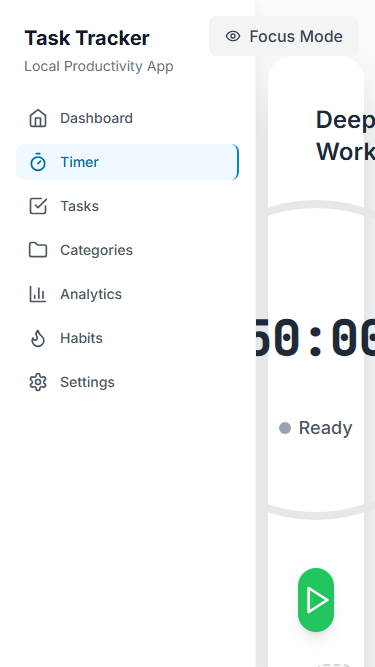 Task Tracker
Local Productivity App
Dashboard
Timer
Tasks
Categories
Analytics
Habits
Settings
Focus Mode
Deep
Work
50:00
Ready